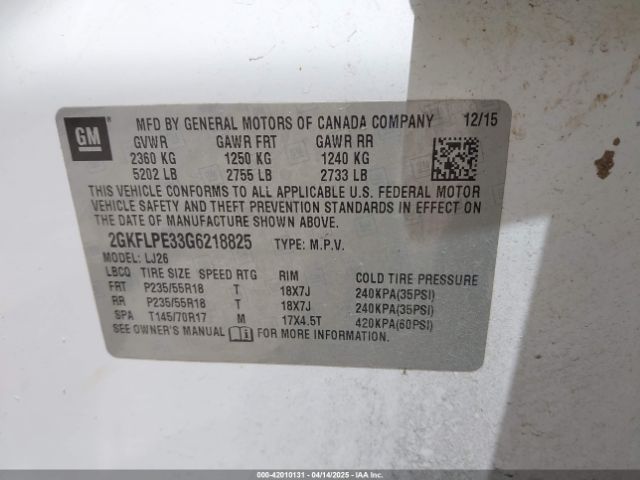 GM
MFD BY GENERAL MOTORS OF CANADA COMPANY 12/15
GVWR GAWR FRT GAWR RR
2360 KG 1250 KG 1240 KG
5202 LB 2755 LB 2733 LB
THIS VEHICLE CONFORMS TO ALL APPLICABLE U.S. FEDERAL MOTOR
VEHICLE SAFETY AND THEFT PREVENTION STANDARDS IN EFFECT ON
THE DATE OF MANUFACTURE SHOWN ABOVE.
2GKFLPE33G6218825 TYPE: M.P.V.
MODEL: LJ26
LBCQ TIRE SIZE SPEED RTG RIM COLD TIRE PRESSURE
FRT P235/55R18 T 18X7J 240KPA(35PSI)
RR P235/55R18 T 18X7J 240KPA(35PSI)
SPA T145/70R17 M 17X4.5T 420KPA(60PSI)
SEE OWNER'S MANUAL FOR MORE INFORMATION.
000-42010131 - 04/14/2025 - IAA Inc.